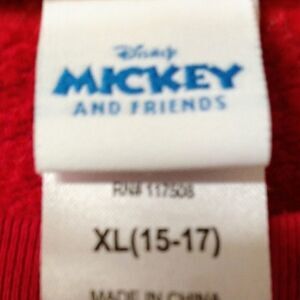 Disney
MICKEY
AND FRIENDS
RN# 117508
XL(15-17)
MADE IN CHINA